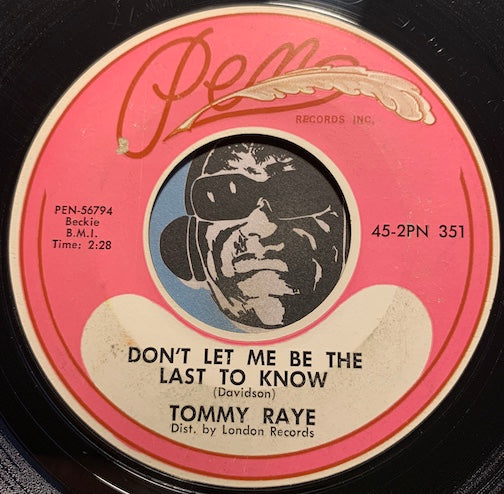 Pen
RECORDS INC.
PEN-56794
Beckie
B.M.I.
Time: 2:28
45-2PN 351
DON'T LET ME BE THE
LAST TO KNOW
(Davidson)
TOMMY RAYE
Dist. by London Records